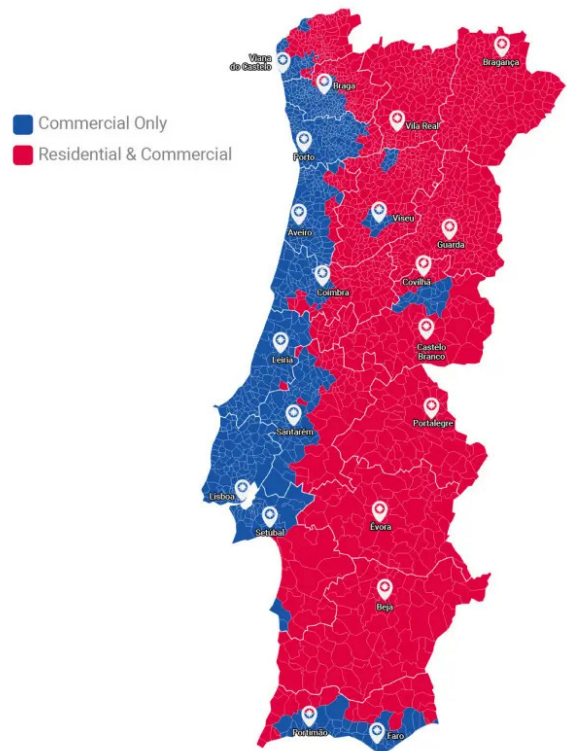 Viana
do Castelo
Bragança
Braga
Commercial Only
Vila Real
Residential & Commercial
Porto
Aveiro
Viseu
Guarda
Covilhã
Coimbra
Castelo
Branco
Leiria
Portalegre
Santarém
Lisboa
Évora
Setúbal
Beja
Portimão
Faro